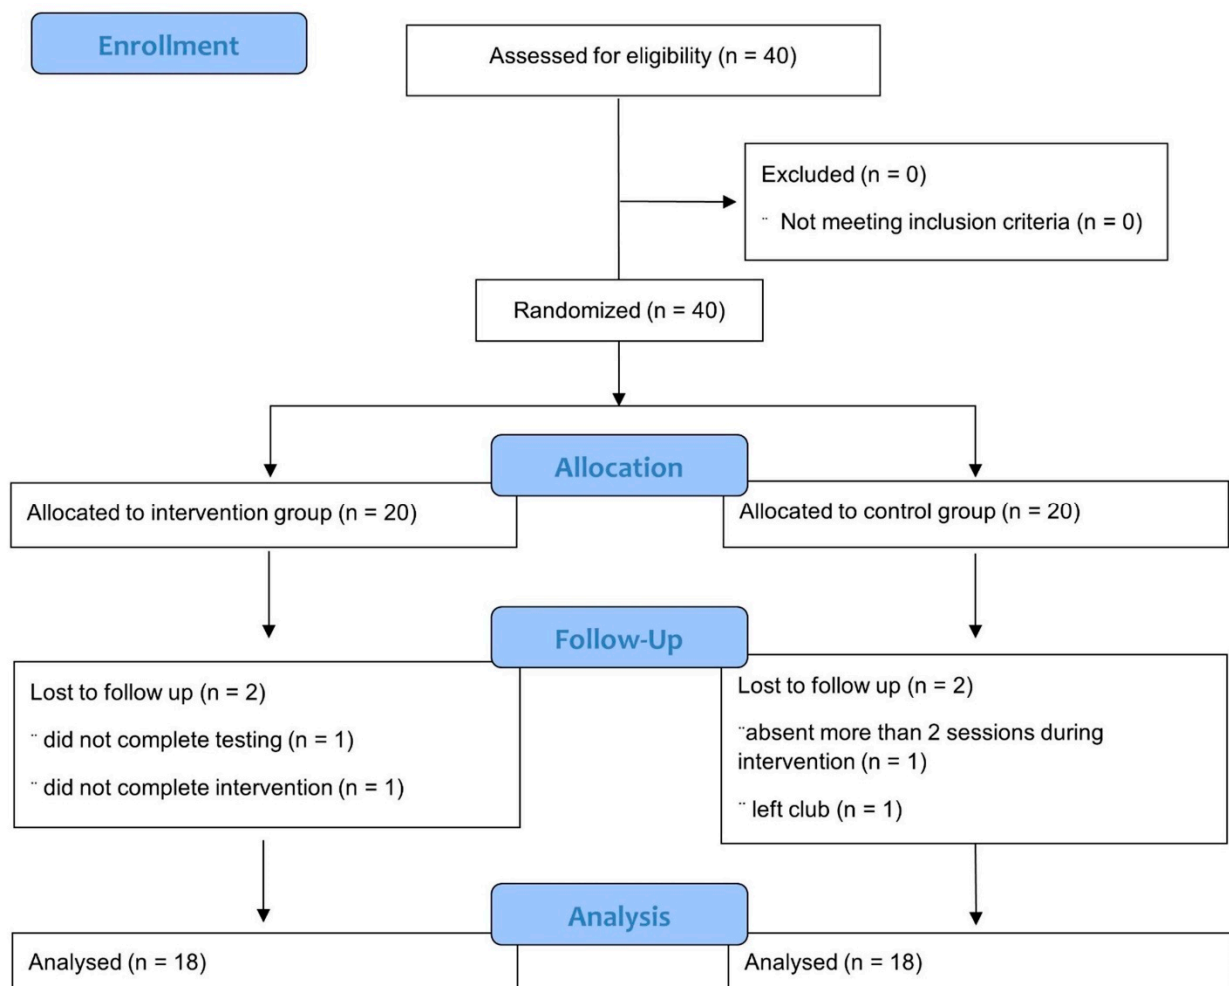 Enrollment
Assessed for eligibility (n = 40)
Excluded (n = 0)
¨ Not meeting inclusion criteria (n = 0)
Randomized (n = 40)
Allocation
Allocated to intervention group (n = 20)
Allocated to control group (n = 20)
Follow-Up
Lost to follow up (n = 2)
¨ did not complete testing (n = 1)
¨ did not complete intervention (n = 1)
Lost to follow up (n = 2)
¨absent more than 2 sessions during
intervention (n = 1)
¨ left club (n = 1)
Analysis
Analysed (n = 18)
Analysed (n = 18)